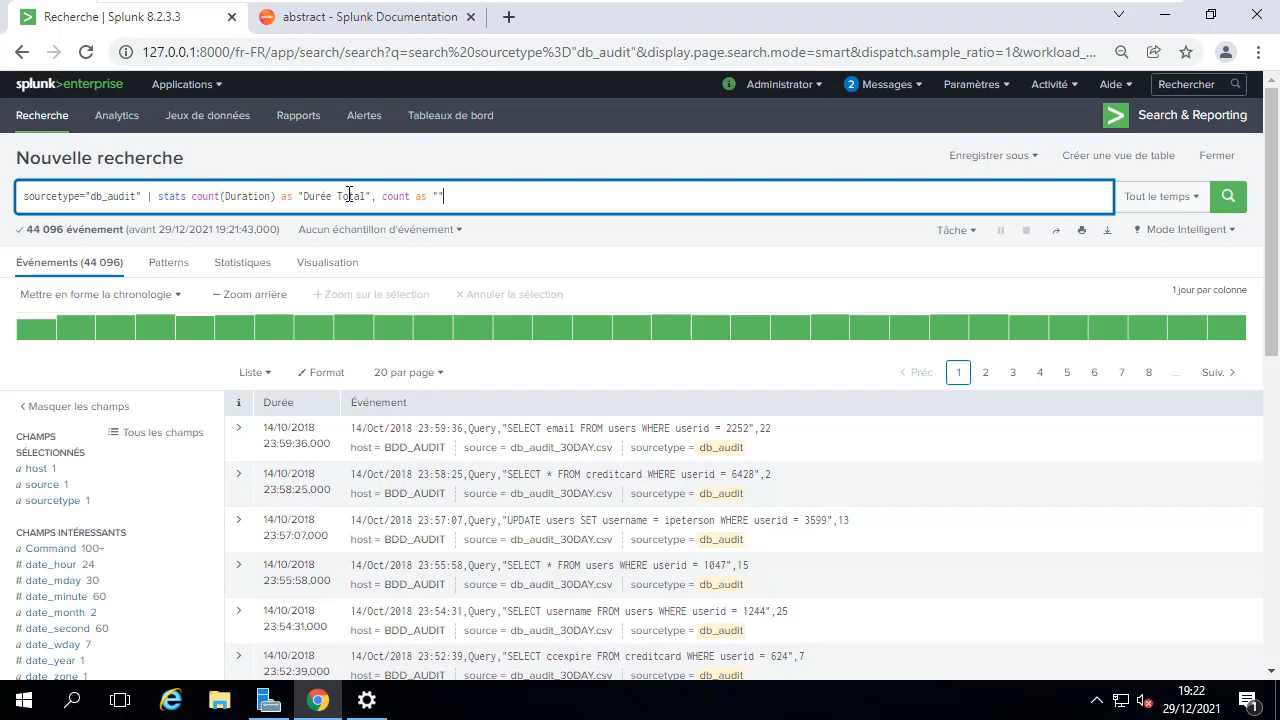 Recherche | Splunk 8.2.3.3
abstract - Splunk Documentation
127.0.0.1:8000/fr-FR/app/search/search?q=search%20sourcetype%3D"db_audit"&display.page.search.mode=smart&dispatch.sample_ratio=1&workload_...
splunk>enterprise Applications Administrator 2 Messages Paramètres Activité Aide Rechercher
Recherche Analytics Jeux de données Rapports Alertes Tableaux de bord Search & Reporting
Nouvelle recherche Enregistrer sous Créer une vue de table Fermer
sourcetype="db_audit" | stats count(Duration) as "Durée Total", count as "" Tout le temps
44 096 événement (avant 29/12/2021 19:21:43,000) Aucun échantillon d'événement Tâche Mode Intelligent
Événements (44 096) Patterns Statistiques Visualisation
Mettre en forme la chronologie — Zoom arrière + Zoom sur la sélection × Annuler la sélection 1 jour par colonne
Liste Format 20 par page < Préc 1 2 3 4 5 6 7 8 ... Suiv. >
< Masquer les champs
Tous les champs
CHAMPS SÉLECTIONNÉS
a host 1
a source 1
a sourcetype 1
CHAMPS INTÉRESSANTS
a Command 100+
# date_hour 24
# date_mday 30
# date_minute 60
a date_month 2
# date_second 60
a date_wday 7
# date_year 1
a date_zone 1
i Durée Événement
14/10/2018 23:59:36,000
14/Oct/2018 23:59:36,Query,"SELECT email FROM users WHERE userid = 2252",22
host = BDD_AUDIT source = db_audit_30DAY.csv sourcetype = db_audit
14/10/2018 23:58:25,000
14/Oct/2018 23:58:25,Query,"SELECT * FROM creditcard WHERE userid = 6428",2
host = BDD_AUDIT source = db_audit_30DAY.csv sourcetype = db_audit
14/10/2018 23:57:07,000
14/Oct/2018 23:57:07,Query,"UPDATE users SET username = ipeterson WHERE userid = 3599",13
host = BDD_AUDIT source = db_audit_30DAY.csv sourcetype = db_audit
14/10/2018 23:55:58,000
14/Oct/2018 23:55:58,Query,"SELECT * FROM users WHERE userid = 1047",15
host = BDD_AUDIT source = db_audit_30DAY.csv sourcetype = db_audit
14/10/2018 23:54:31,000
14/Oct/2018 23:54:31,Query,"SELECT username FROM users WHERE userid = 1244",25
host = BDD_AUDIT source = db_audit_30DAY.csv sourcetype = db_audit
14/10/2018 23:52:39,000
14/Oct/2018 23:52:39,Query,"SELECT ccexpire FROM creditcard WHERE userid = 624",7
host = BDD_AUDIT source = db_audit_30DAY.csv sourcetype = db_audit
19:22
29/12/2021
1